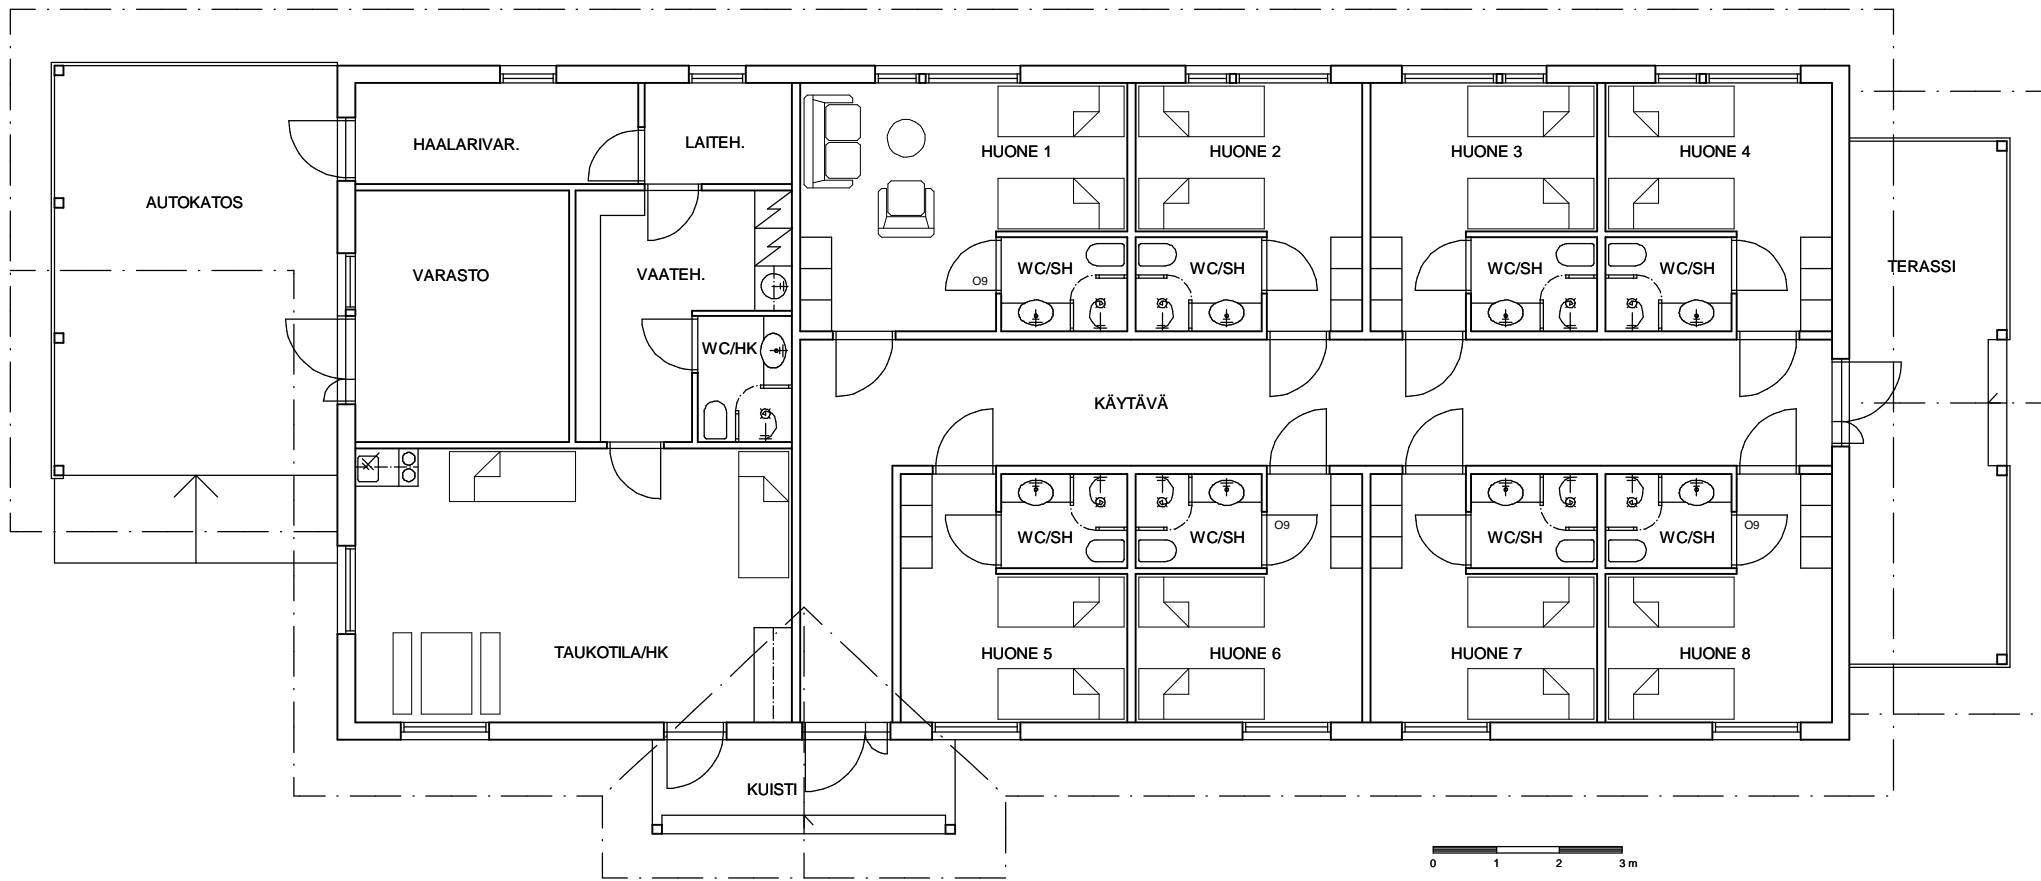 HAALARIVAR.
LAITEH.
HUONE 1
HUONE 2
HUONE 3
HUONE 4
AUTOKATOS
VARASTO
VAATEH.
WC/SH
WC/SH
WC/SH
WC/SH
TERASSI
O9
WC/HK
KÄYTÄVÄ
O9
O9
WC/SH
WC/SH
WC/SH
WC/SH
TAUKOTILA/HK
HUONE 5
HUONE 6
HUONE 7
HUONE 8
KUISTI
0 1 2 3 m